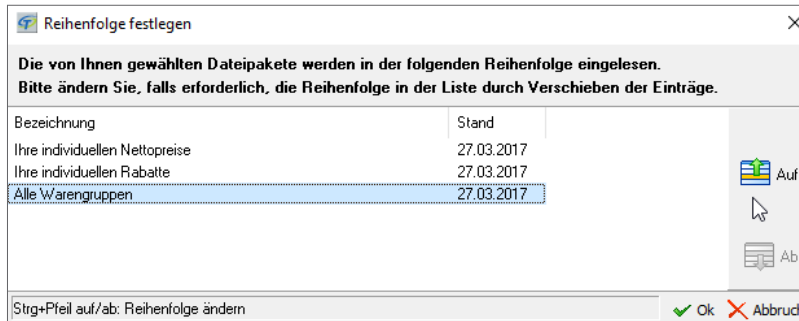 Reihenfolge festlegen
Die von Ihnen gewählten Dateipakete werden in der folgenden Reihenfolge eingelesen.
Bitte ändern Sie, falls erforderlich, die Reihenfolge in der Liste durch Verschieben der Einträge.
Bezeichnung Stand
Ihre individuellen Nettopreise 27.03.2017
Ihre individuellen Rabatte 27.03.2017
Alle Warengruppen 27.03.2017
Auf
Ab
Strg+Pfeil auf/ab: Reihenfolge ändern Ok Abbruch